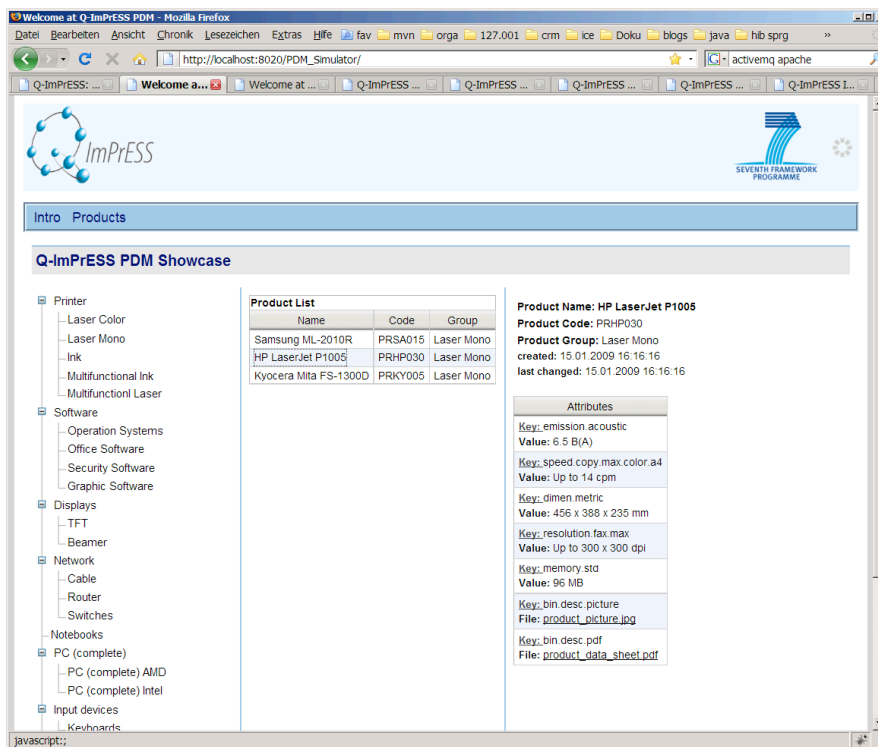 Welcome at Q-ImPrESS PDM - Mozilla Firefox
Datei Bearbeiten Ansicht Chronik Lesezeichen Extras Hilfe fav mvn orga 127.001 crm ice Doku blogs java hib sprg »
http://localhost:8020/PDM_Simulator/
G activemq apache
Q-ImPrESS: ... Welcome a... Welcome at ... Q-ImPrESS ... Q-ImPrESS ... Q-ImPrESS ... Q-ImPrESS ... Q-ImPrESS I...
ImPrESS
7
SEVENTH FRAMEWORK
PROGRAMME
Intro Products
Q-ImPrESS PDM Showcase
Printer
Laser Color
Laser Mono
Ink
Multifunctional Ink
Multifunctionl Laser
Software
Operation Systems
Office Software
Security Software
Graphic Software
Displays
TFT
Beamer
Network
Cable
Router
Switches
Notebooks
PC (complete)
PC (complete) AMD
PC (complete) Intel
Input devices
Keyboards
Product List
Name Code Group
Samsung ML-2010R PRSA015 Laser Mono
HP LaserJet P1005 PRHP030 Laser Mono
Kyocera Mita FS-1300D PRKY005 Laser Mono
Product Name: HP LaserJet P1005
Product Code: PRHP030
Product Group: Laser Mono
created: 15.01.2009 16:16:16
last changed: 15.01.2009 16:16:16
Attributes
Key: emission.acoustic
Value: 6.5 B(A)
Key: speed.copy.max.color.a4
Value: Up to 14 cpm
Key: dimen.metric
Value: 456 x 388 x 235 mm
Key: resolution.fax.max
Value: Up to 300 x 300 dpi
Key: memory.std
Value: 96 MB
Key: bin.desc.picture
File: product_picture.jpg
Key: bin.desc.pdf
File: product_data_sheet.pdf
javascript:;